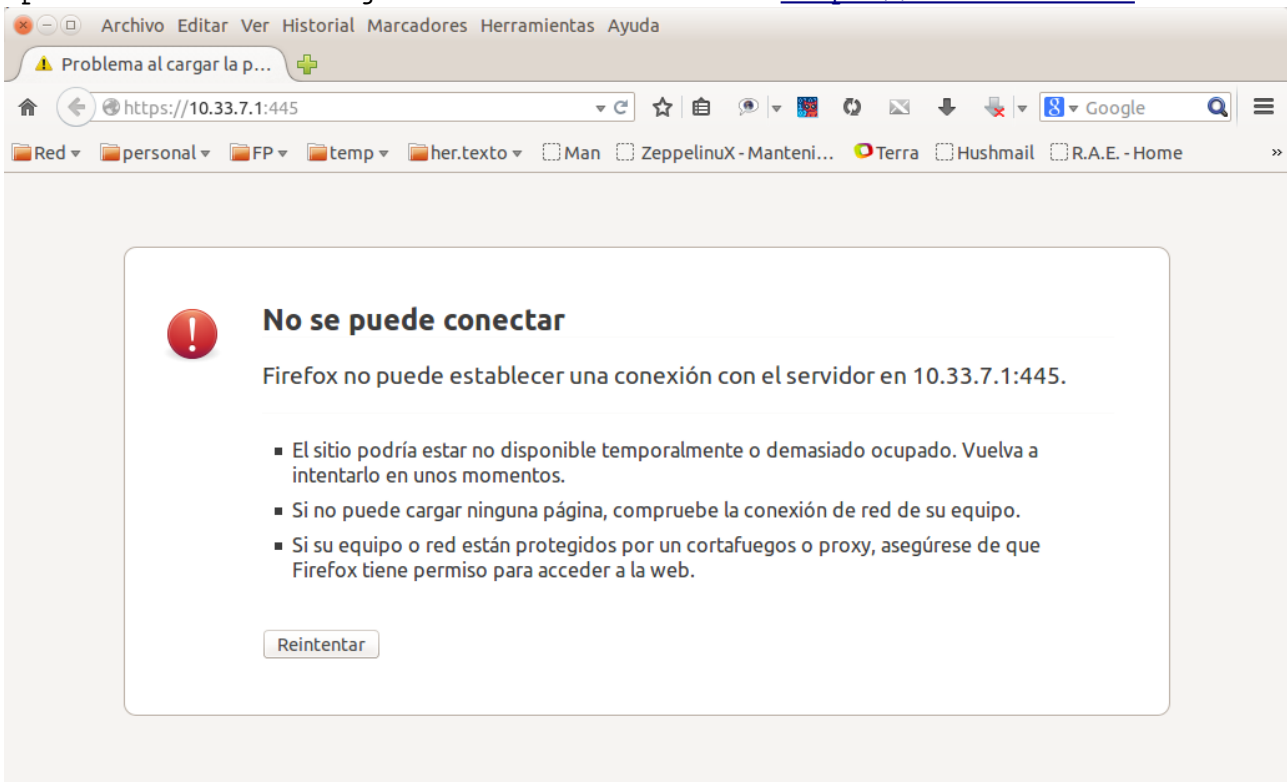 Archivo Editar Ver Historial Marcadores Herramientas Ayuda
Problema al cargar la p...
https://10.33.7.1:445
8 Google
Red personal FP temp her.texto Man ZeppelinuX - Manteni... Terra Hushmail R.A.E. - Home »
No se puede conectar
Firefox no puede establecer una conexión con el servidor en 10.33.7.1:445.
El sitio podría estar no disponible temporalmente o demasiado ocupado. Vuelva a
intentarlo en unos momentos.
Si no puede cargar ninguna página, compruebe la conexión de red de su equipo.
Si su equipo o red están protegidos por un cortafuegos o proxy, asegúrese de que
Firefox tiene permiso para acceder a la web.
Reintentar